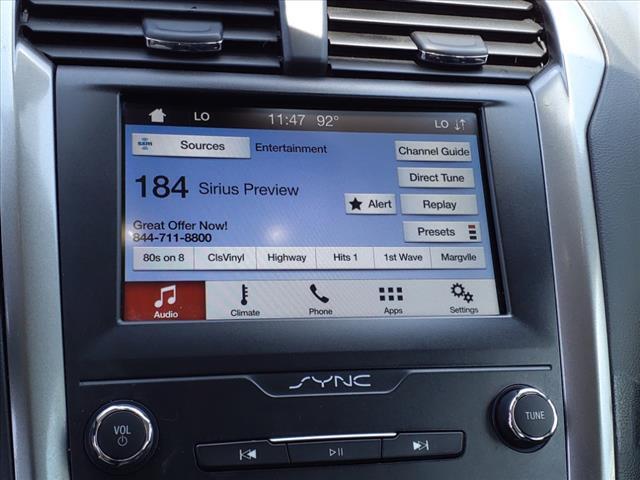 LO 11:47 92° LO
SXM Sources Entertainment Channel Guide
Direct Tune
184 Sirius Preview
Alert Replay
Great Offer Now!
844-711-8800
Presets
80s on 8 ClsVinyl Highway Hits 1 1st Wave Margvlle
Audio Climate Phone Apps Settings
SYNC
VOL
TUNE